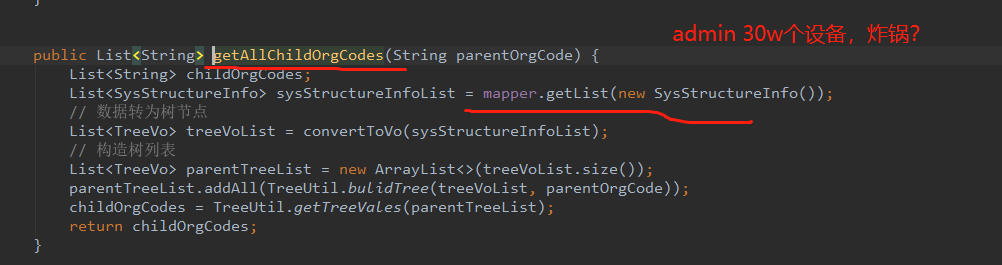 }
admin 30w个设备，炸锅？
public List<String> getAllChildOrgCodes(String parentOrgCode) {
List<String> childOrgCodes;
List<SysStructureInfo> sysStructureInfoList = mapper.getList(new SysStructureInfo());
// 数据转为树节点
List<TreeVo> treeVoList = convertToVo(sysStructureInfoList);
// 构造树列表
List<TreeVo> parentTreeList = new ArrayList<>(treeVoList.size());
parentTreeList.addAll(TreeUtil.bulidTree(treeVoList, parentOrgCode));
childOrgCodes = TreeUtil.getTreeVales(parentTreeList);
return childOrgCodes;
}